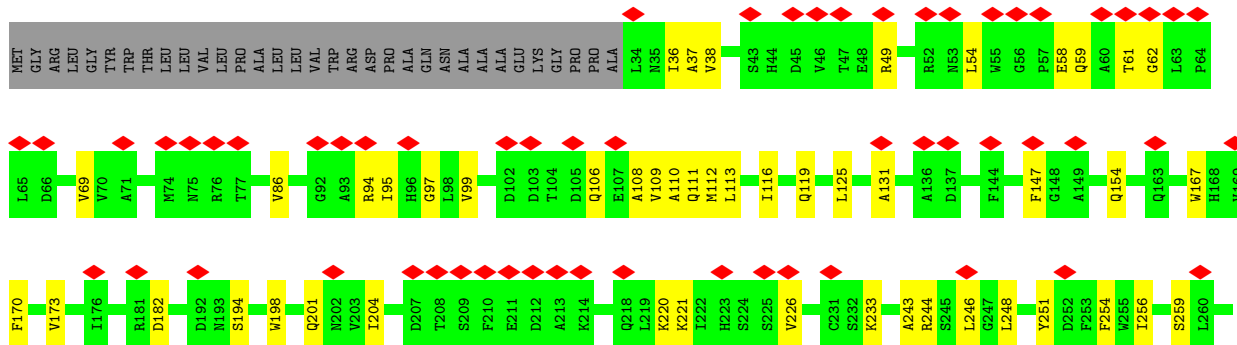 MET GLY ARG LEU GLY TYR TRP THR LEU LEU VAL LEU PRO ALA LEU LEU VAL TRP ARG ASP PRO ALA GLN ASN ALA ALA ALA GLU LYS GLY PRO PRO ALA L34 N35 I36 A37 V38 S43 H44 D45 V46 T47 E48 R49 R52 N53 L54 W55 G56 P57 E58 Q59 A60 T61 G62 L63 P64
L65 D66 V69 V70 A71 M74 N75 R76 T77 V86 G92 A93 R94 I95 H96 G97 L98 V99 D102 D103 T104 D105 Q106 E107 A108 V109 A110 Q111 M112 L113 I116 Q119 L125 A131 A136 D137 F144 F147 G148 A149 Q154 Q163 W167 H168
F170 V173 I176 R181 D182 D192 N193 S194 W198 Q201 N202 V203 I204 D207 T208 S209 F210 E211 D212 A213 K214 Q218 L219 K220 K221 I222 H223 S224 S225 V226 C231 S232 K233 A243 R244 S245 L246 G247 L248 Y251 D252 F253 F254 W255 I256 S259 L260